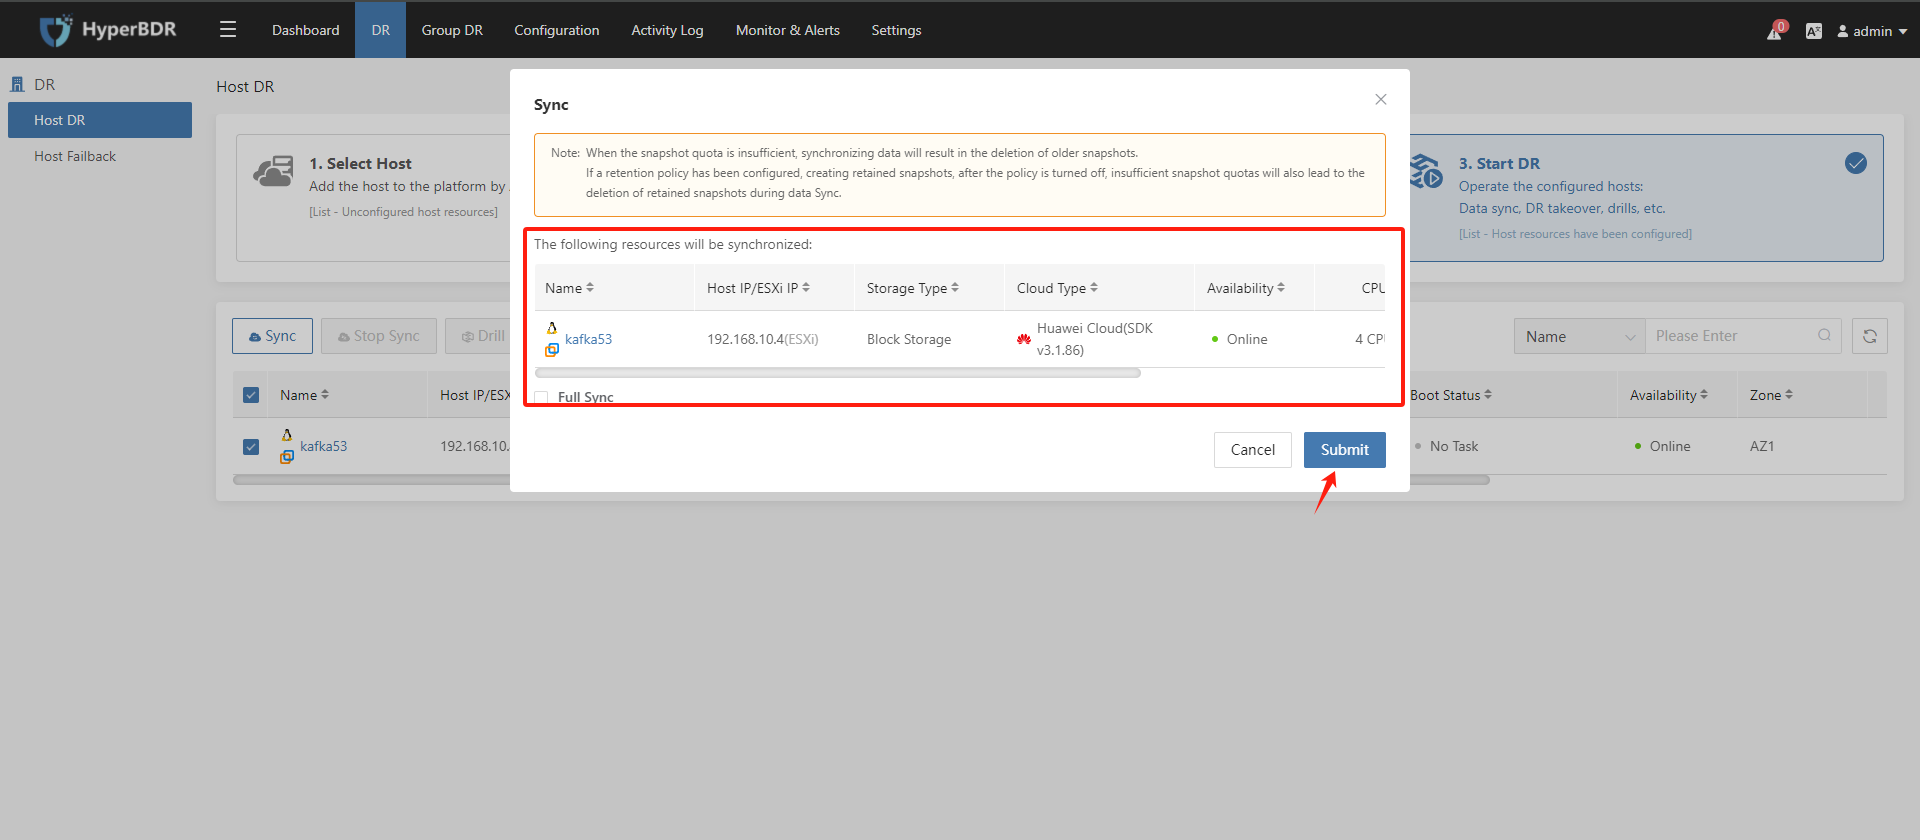 HyperBDR
Dashboard
DR
Group DR
Configuration
Activity Log
Monitor & Alerts
Settings
0
admin
DR
Host DR
Host Failback
Host DR
1. Select Host
Add the host to the platform by
[List - Unconfigured host resources]
3. Start DR
Operate the configured hosts:
Data sync, DR takeover, drills, etc.
[List - Host resources have been configured]
Sync
Stop Sync
Drill
Name
Please Enter
Name
Host IP/ESX
Boot Status
Availability
Zone
kafka53
192.168.10.
No Task
Online
AZ1
Sync
Note: When the snapshot quota is insufficient, synchronizing data will result in the deletion of older snapshots.
If a retention policy has been configured, creating retained snapshots, after the policy is turned off, insufficient snapshot quotas will also lead to the
deletion of retained snapshots during data Sync.
The following resources will be synchronized:
Name
Host IP/ESXi IP
Storage Type
Cloud Type
Availability
CPU
kafka53
192.168.10.4(ESXi)
Block Storage
Huawei Cloud(SDK
v3.1.86)
Online
4 CPU
Full Sync
Cancel
Submit